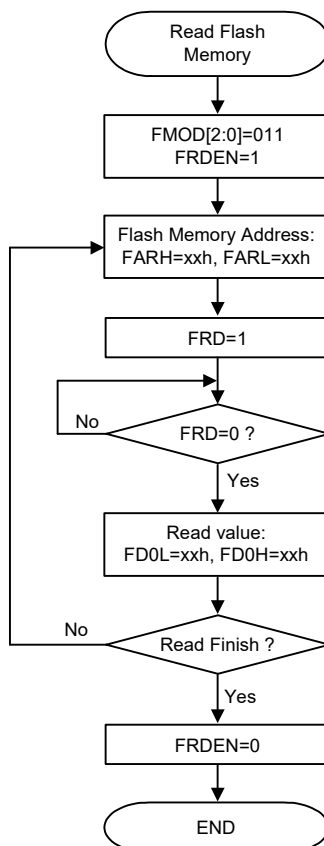 Read Flash
Memory
FMOD[2:0]=011
FRDEN=1
Flash Memory Address:
FARH=xxh, FARL=xxh
FRD=1
No
FRD=0 ?
Yes
Read value:
FD0L=xxh, FD0H=xxh
No
Read Finish ?
Yes
FRDEN=0
END